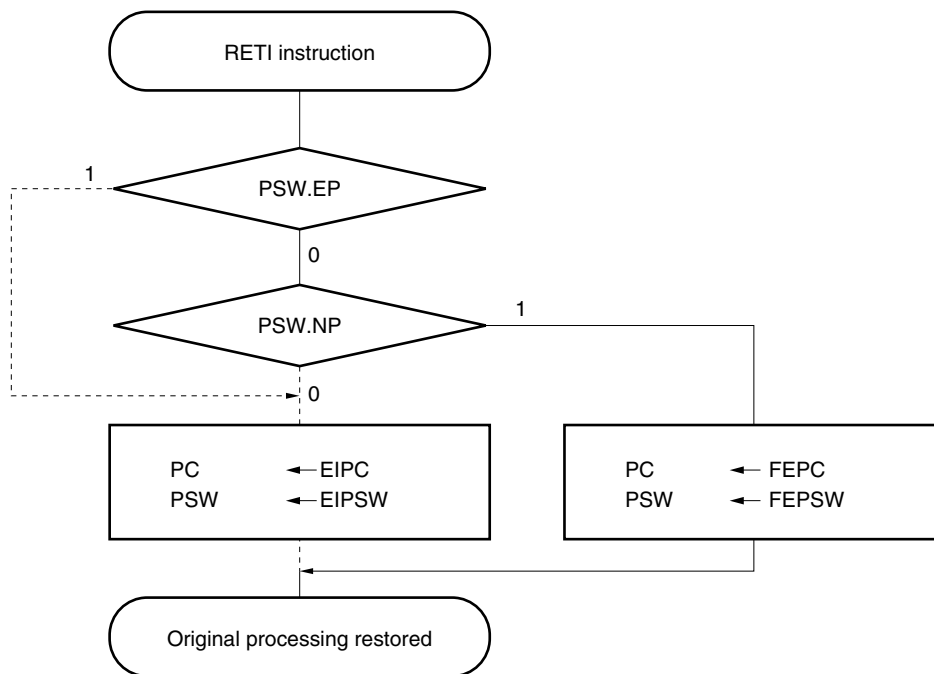 RETI instruction
1
PSW.EP
0
PSW.NP
1
0
PC ← EIPC
PSW ← EIPSW
PC ← FEPC
PSW ← FEPSW
Original processing restored